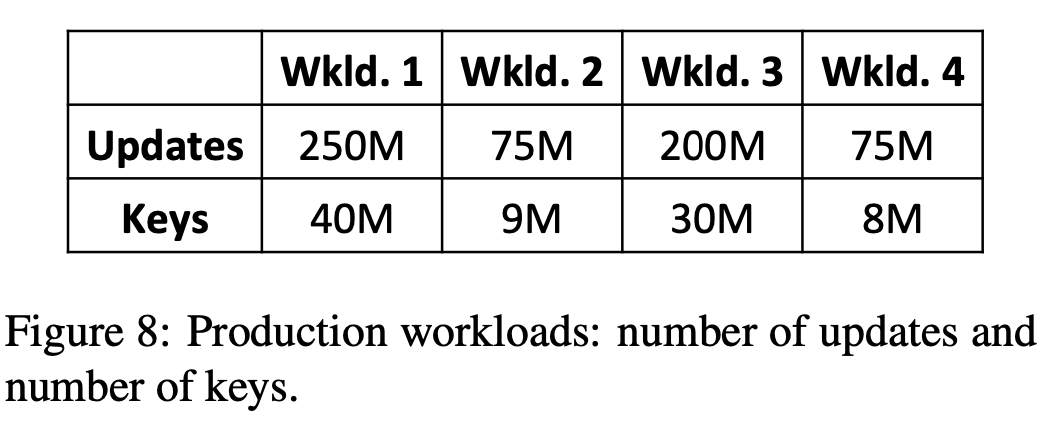 Wkld. 1 Wkld. 2 Wkld. 3 Wkld. 4
Updates 250M 75M 200M 75M
Keys 40M 9M 30M 8M
Figure 8: Production workloads: number of updates and
number of keys.